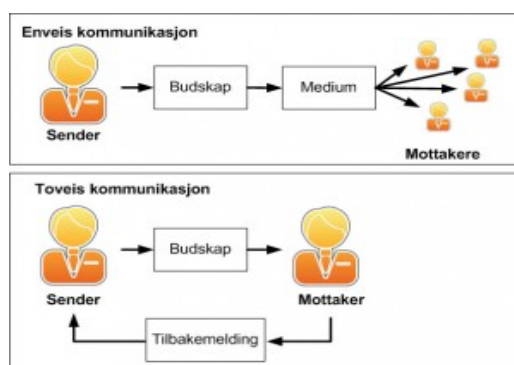 Enveis kommunikasjon
Budskap
Medium
Sender
Mottakere
Toveis kommunikasjon
Budskap
Sender
Mottaker
Tilbakemelding